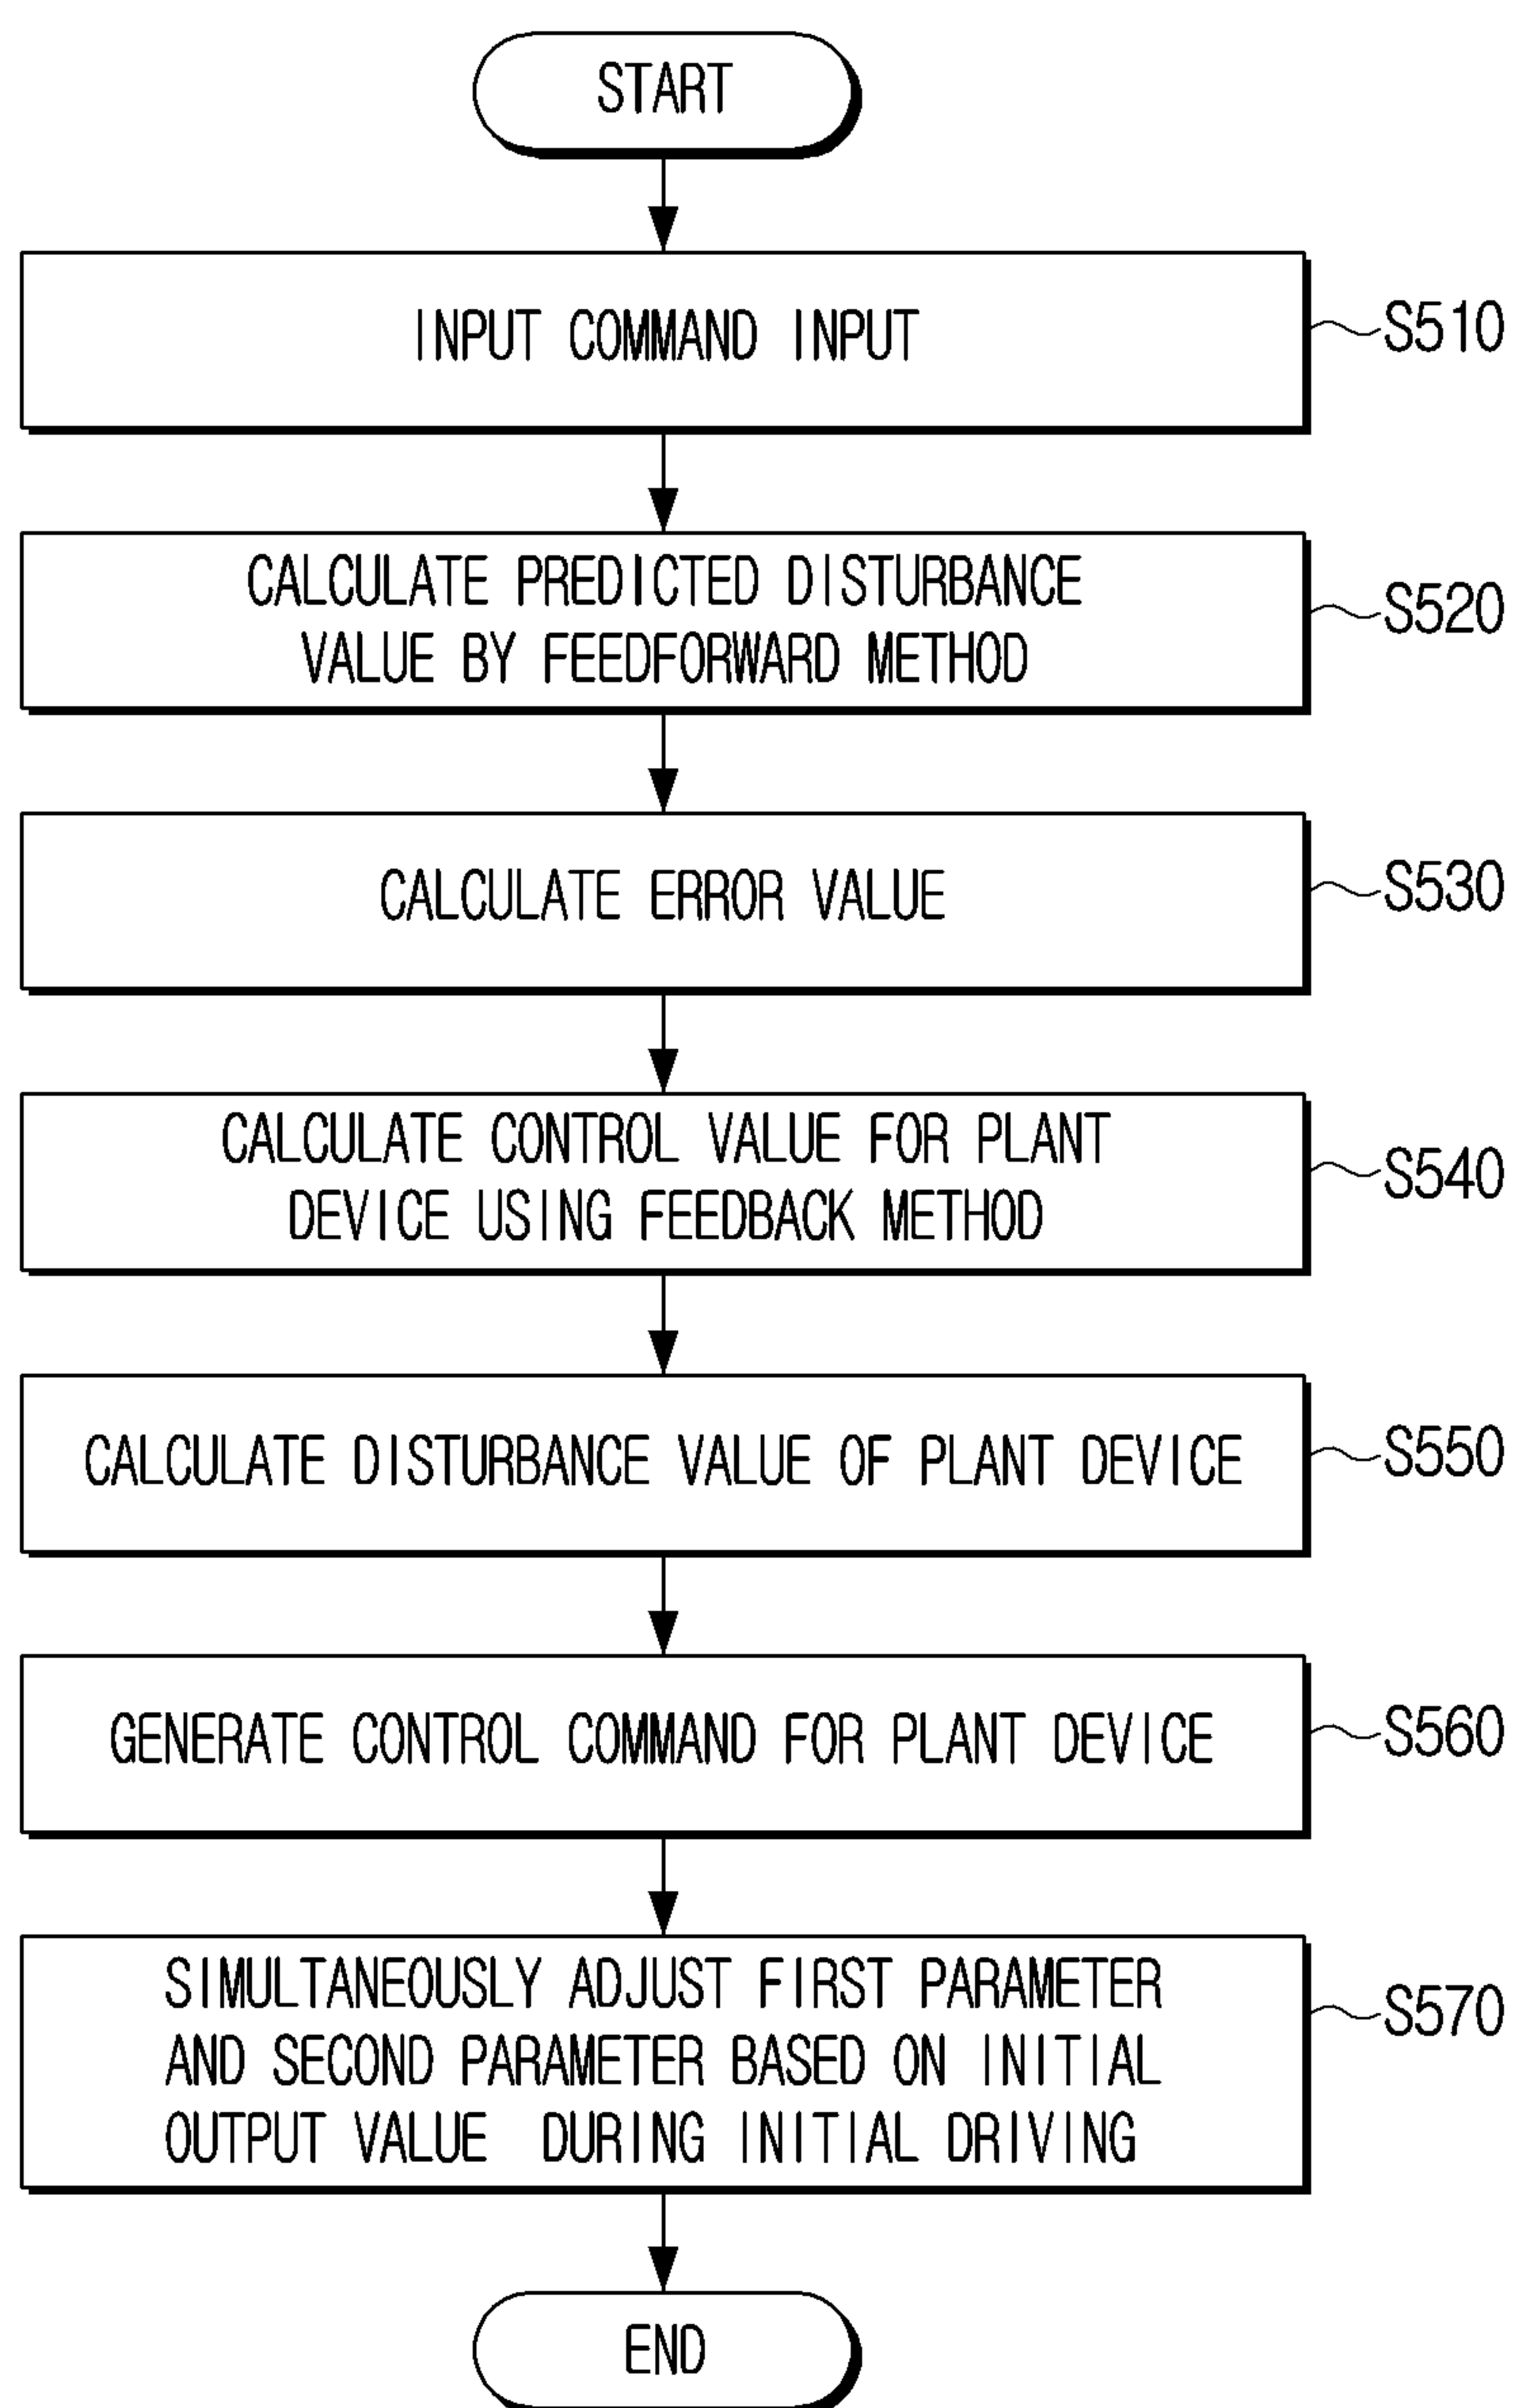 START
INPUT COMMAND INPUT
S510
CALCULATE PREDICTED DISTURBANCE
VALUE BY FEEDFORWARD METHOD
S520
CALCULATE ERROR VALUE
S530
CALCULATE CONTROL VALUE FOR PLANT
DEVICE USING FEEDBACK METHOD
S540
CALCULATE DISTURBANCE VALUE OF PLANT DEVICE
S550
GENERATE CONTROL COMMAND FOR PLANT DEVICE
S560
SIMULTANEOUSLY ADJUST FIRST PARAMETER
AND SECOND PARAMETER BASED ON INITIAL
OUTPUT VALUE DURING INITIAL DRIVING
S570
END